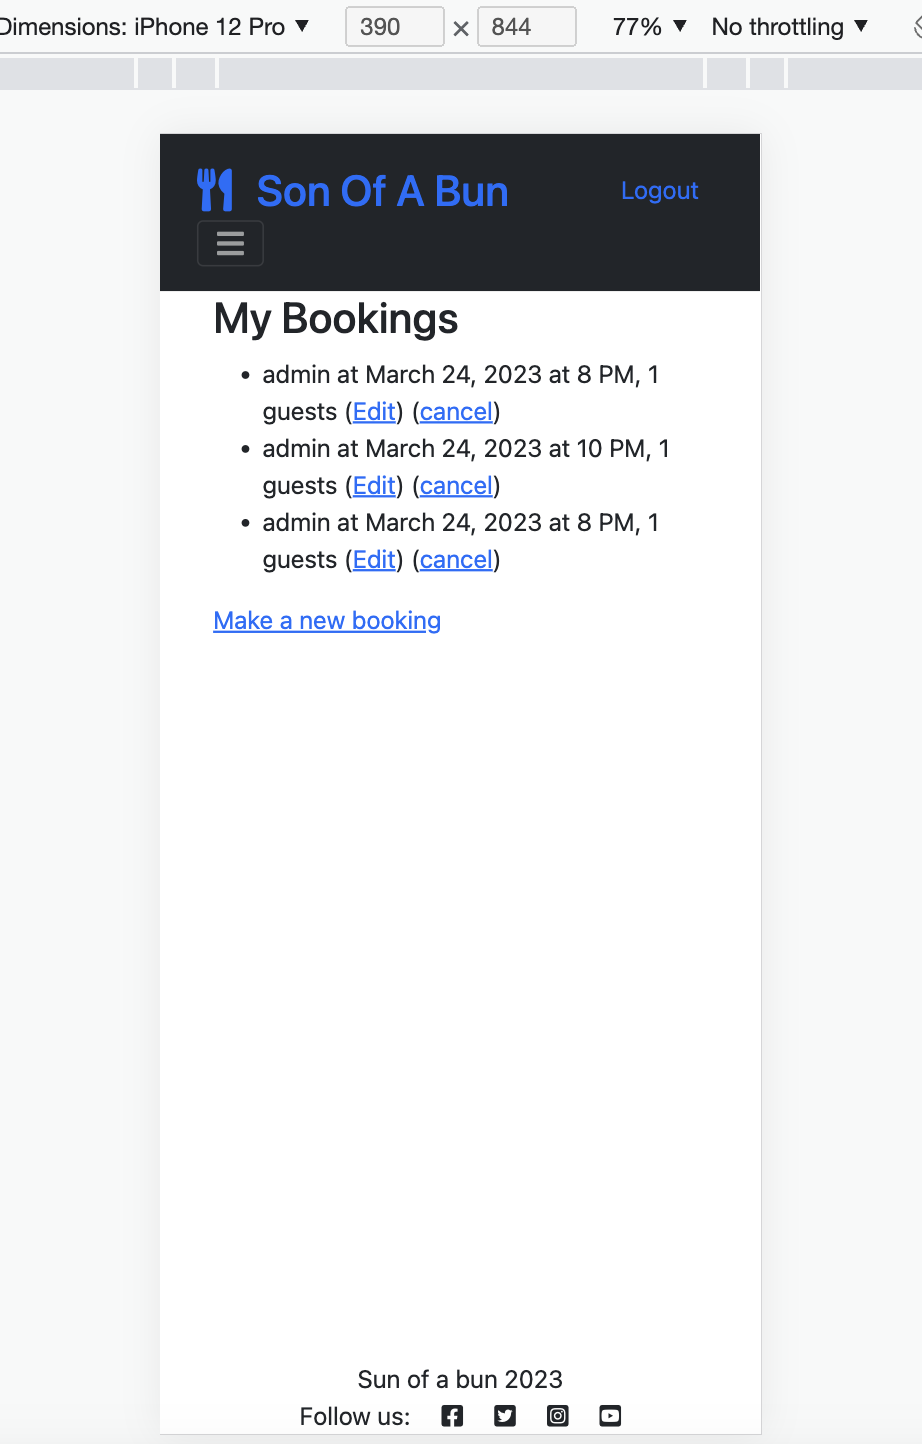 Dimensions: iPhone 12 Pro ▼ 390 × 844 77% ▼ No throttling ▼
Son Of A Bun Logout
My Bookings
• admin at March 24, 2023 at 8 PM, 1
guests (Edit) (cancel)
• admin at March 24, 2023 at 10 PM, 1
guests (Edit) (cancel)
• admin at March 24, 2023 at 8 PM, 1
guests (Edit) (cancel)
Make a new booking
Sun of a bun 2023
Follow us: